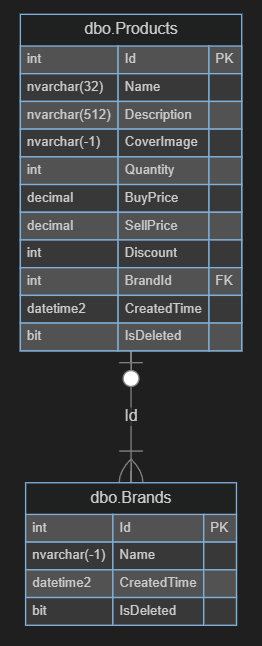 dbo.Products
int Id PK
nvarchar(32) Name
nvarchar(512) Description
nvarchar(-1) CoverImage
int Quantity
decimal BuyPrice
decimal SellPrice
int Discount
int BrandId FK
datetime2 CreatedTime
bit IsDeleted
Id
dbo.Brands
int Id PK
nvarchar(-1) Name
datetime2 CreatedTime
bit IsDeleted